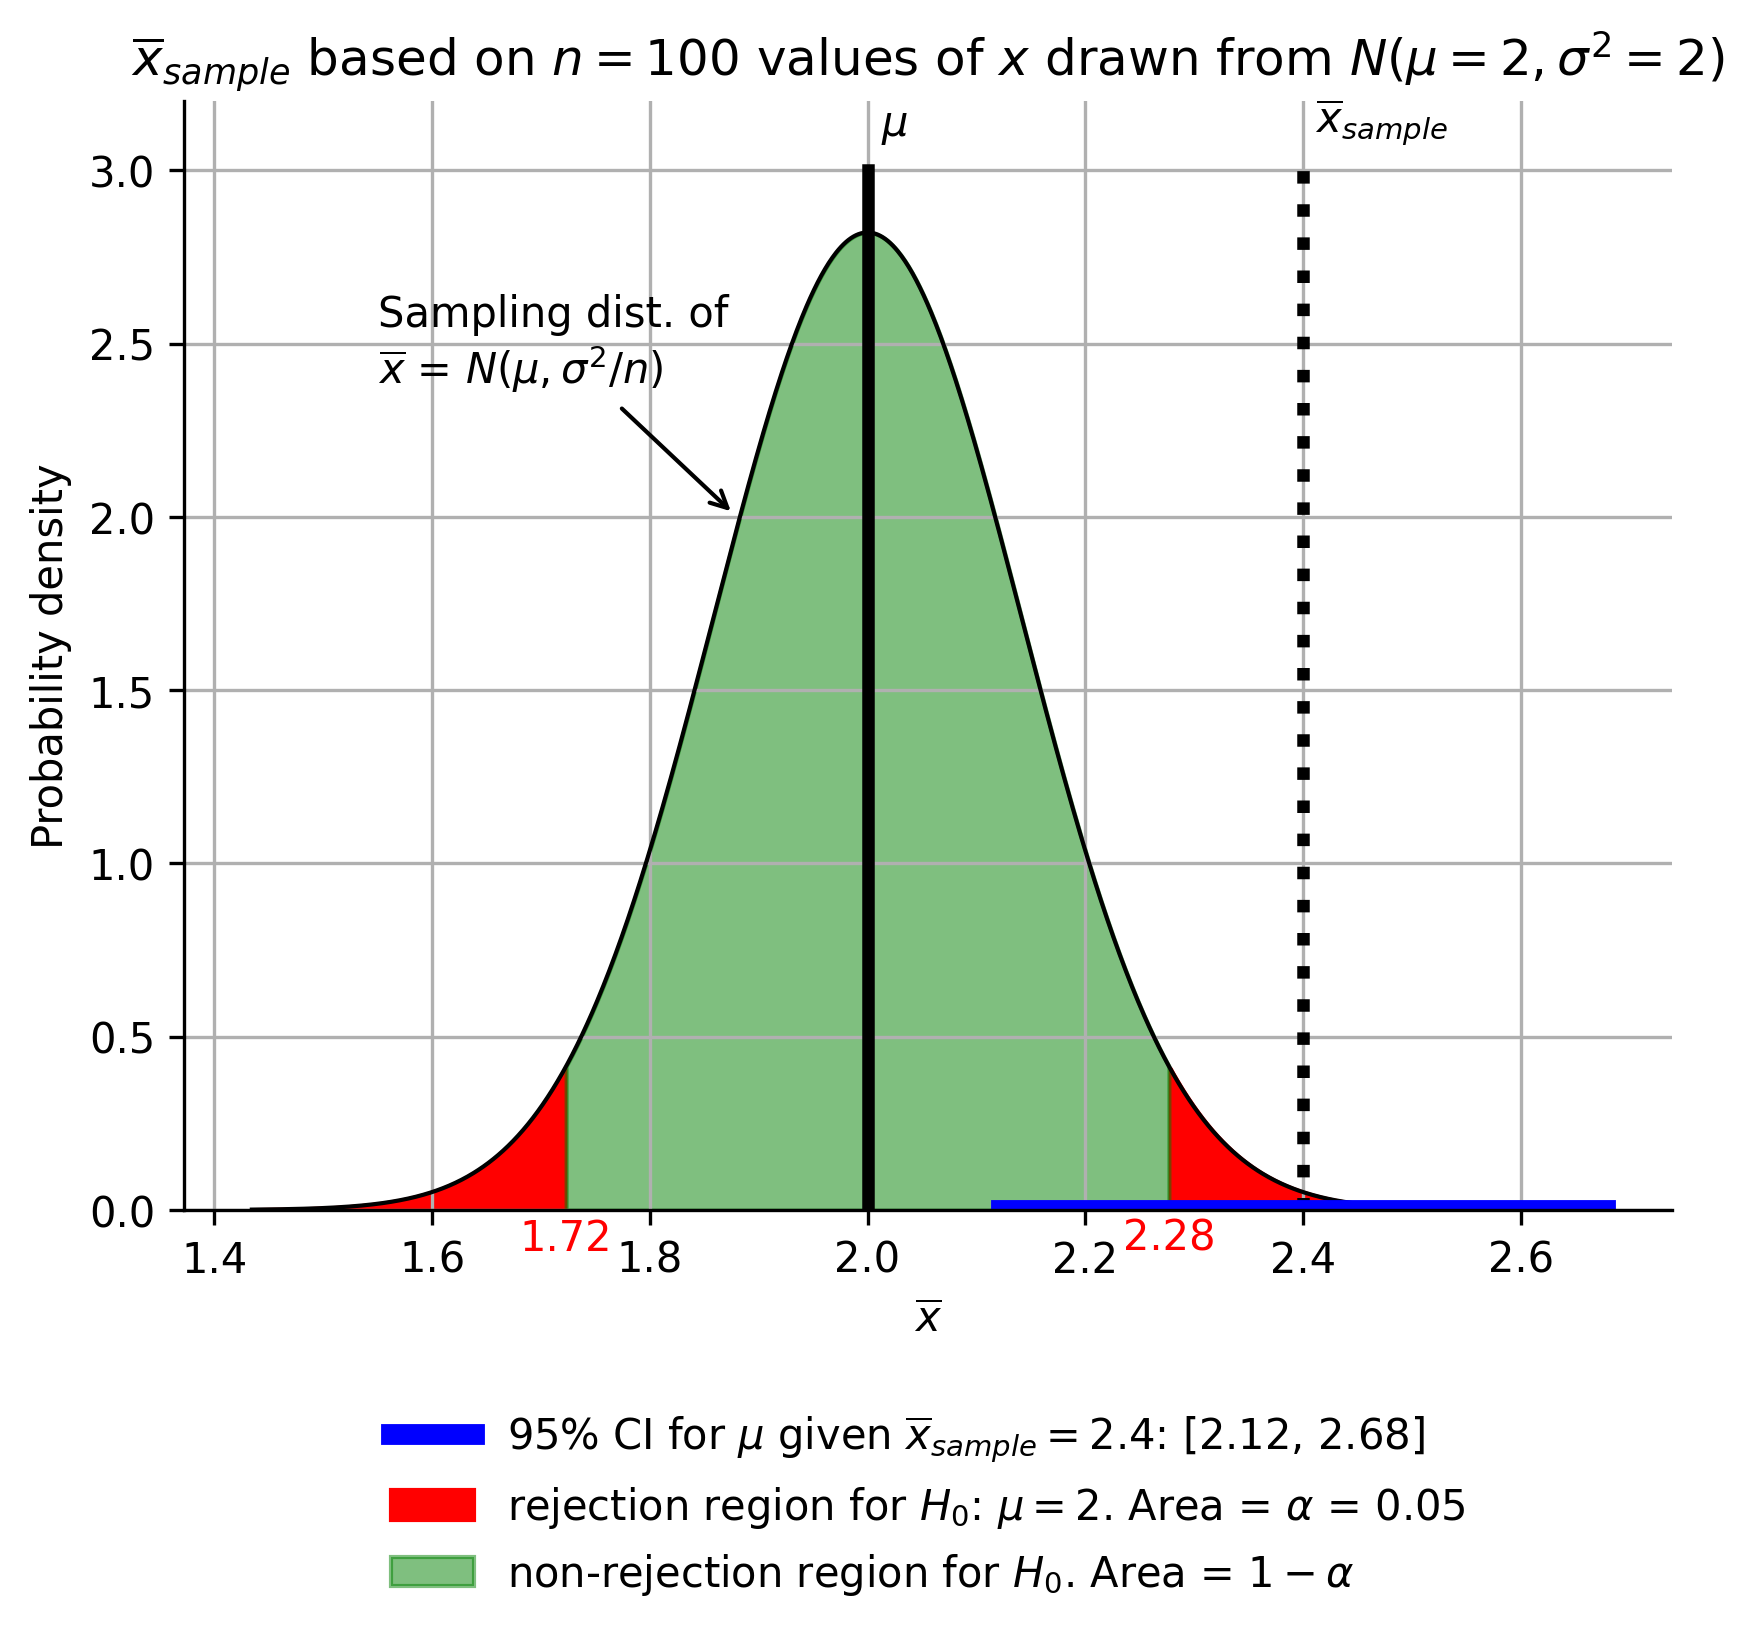 x̅sample based on n = 100 values of x drawn from N(μ = 2, σ² = 2)
μ
x̅sample
3.0
Sampling dist. of
x̅ = N(μ, σ²/n)
2.5
2.0
1.5
1.0
0.5
0.0
Probability density
1.72
2.28
1.4 1.6 1.8 2.0 2.2 2.4 2.6
x̅
95% CI for μ given x̅sample = 2.4: [2.12, 2.68]
rejection region for H₀: μ = 2. Area = α = 0.05
non-rejection region for H₀. Area = 1 − α